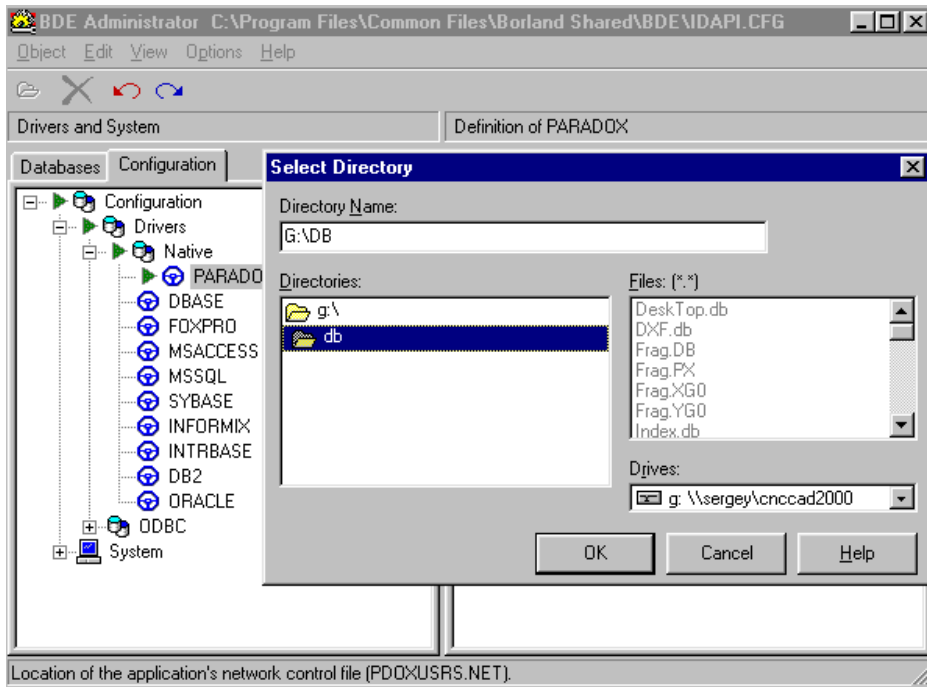 BDE Administrator C:\Program Files\Common Files\Borland Shared\BDE\IDAPI.CFG
Object Edit View Options Help
Drivers and System
Definition of PARADOX
Databases
Configuration
Configuration
Drivers
Native
PARADO
DBASE
FOXPRO
MSACCESS
MSSQL
SYBASE
INFORMIX
INTRBASE
DB2
ORACLE
ODBC
System
Select Directory
Directory Name:
G:\DB
Directories:
g:\
db
Files: (*.*)
DeskTop.db
DXF.db
Frag.DB
Frag.PX
Frag.XG0
Frag.YG0
Index.db
Drives:
g: \\sergey\cnccad2000
OK
Cancel
Help
Location of the application's network control file (PDOXUSRS.NET).